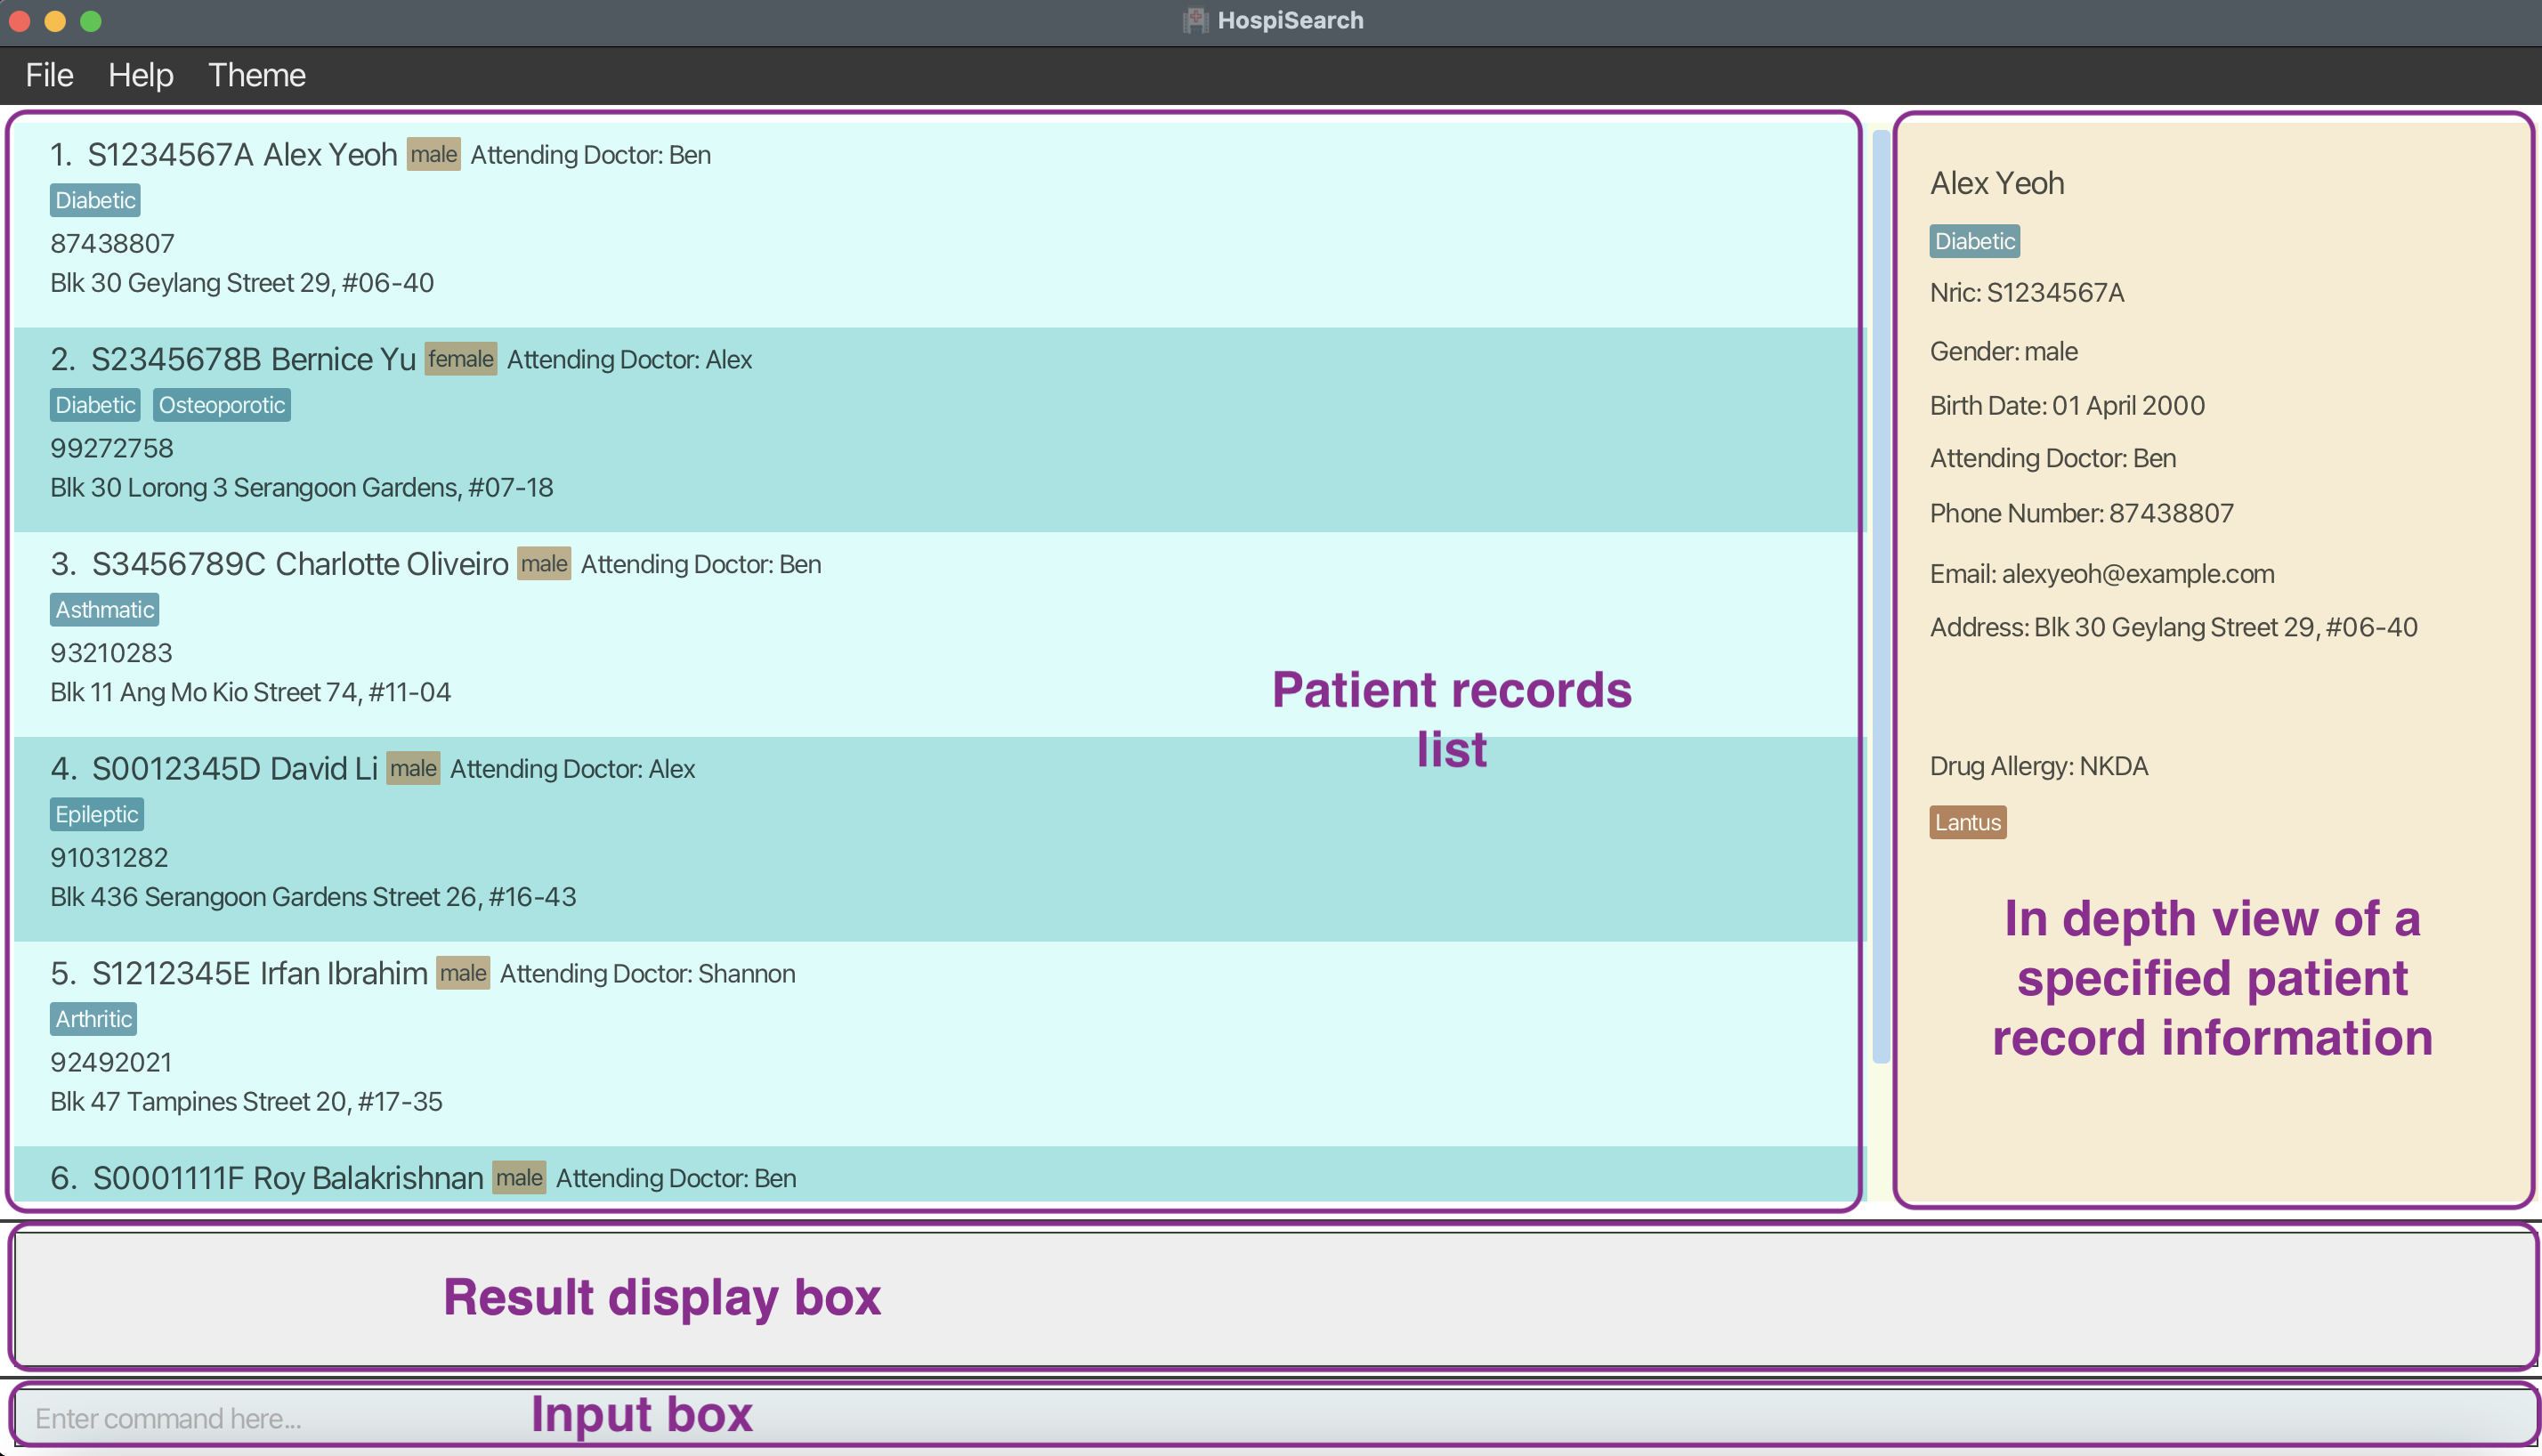 HospiSearch
File Help Theme
1. S1234567A Alex Yeoh male Attending Doctor: Ben
Diabetic
87438807
Blk 30 Geylang Street 29, #06-40
2. S2345678B Bernice Yu female Attending Doctor: Alex
Diabetic Osteoporotic
99272758
Blk 30 Lorong 3 Serangoon Gardens, #07-18
3. S3456789C Charlotte Oliveiro male Attending Doctor: Ben
Asthmatic
93210283
Blk 11 Ang Mo Kio Street 74, #11-04
4. S0012345D David Li male Attending Doctor: Alex
Epileptic
91031282
Blk 436 Serangoon Gardens Street 26, #16-43
5. S1212345E Irfan Ibrahim male Attending Doctor: Shannon
Arthritic
92492021
Blk 47 Tampines Street 20, #17-35
6. S0001111F Roy Balakrishnan male Attending Doctor: Ben
Patient records
list
Alex Yeoh
Diabetic
Nric: S1234567A
Gender: male
Birth Date: 01 April 2000
Attending Doctor: Ben
Phone Number: 87438807
Email: alexyeoh@example.com
Address: Blk 30 Geylang Street 29, #06-40
Drug Allergy: NKDA
Lantus
In depth view of a
specified patient
record information
Result display box
Enter command here...
Input box